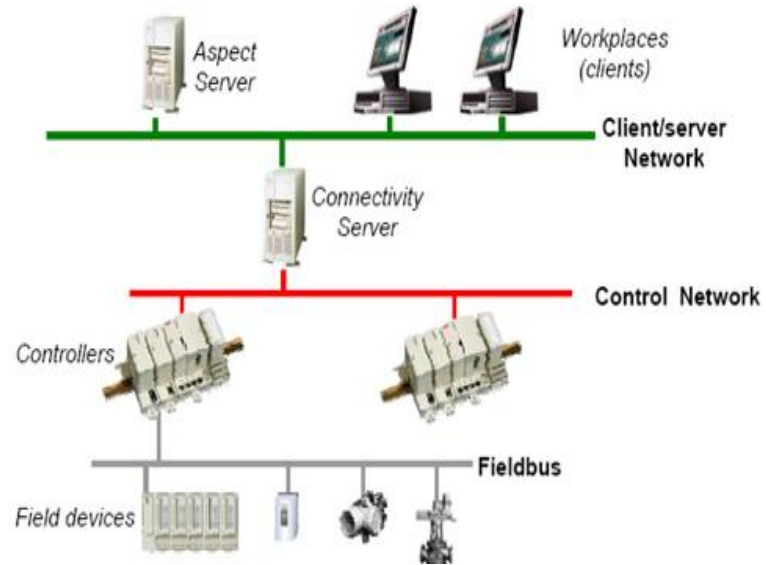 Aspect
Server
Workplaces
(clients)
Client/server
Network
Connectivity
Server
Control Network
Controllers
Fieldbus
Field devices